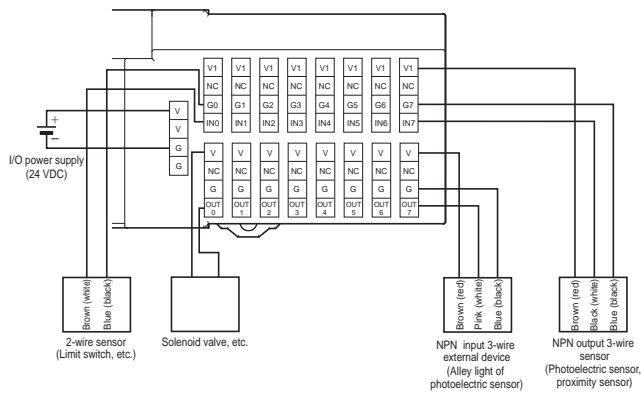 V1 V1 V1 V1 V1 V1 V1 V1
NC NC NC NC NC NC NC NC
G0 G1 G2 G3 G4 G5 G6 G7
IN0 IN1 IN2 IN3 IN4 IN5 IN6 IN7
V
V
G
G
+
−
I/O power supply
(24 VDC)
V V V V V V V V
NC NC NC NC NC NC NC NC
G G G G G G G G
OUT OUT OUT OUT OUT OUT OUT OUT
0 1 2 3 4 5 6 7
Brown (white)
Blue (black)
2-wire sensor
(Limit switch, etc.)
Solenoid valve, etc.
Brown (red)
Pink (white)
Blue (black)
NPN input 3-wire
external device
(Alley light of
photoelectric sensor)
Brown (red)
Black (white)
Blue (black)
NPN output 3-wire
sensor
(Photoelectric sensor,
proximity sensor)